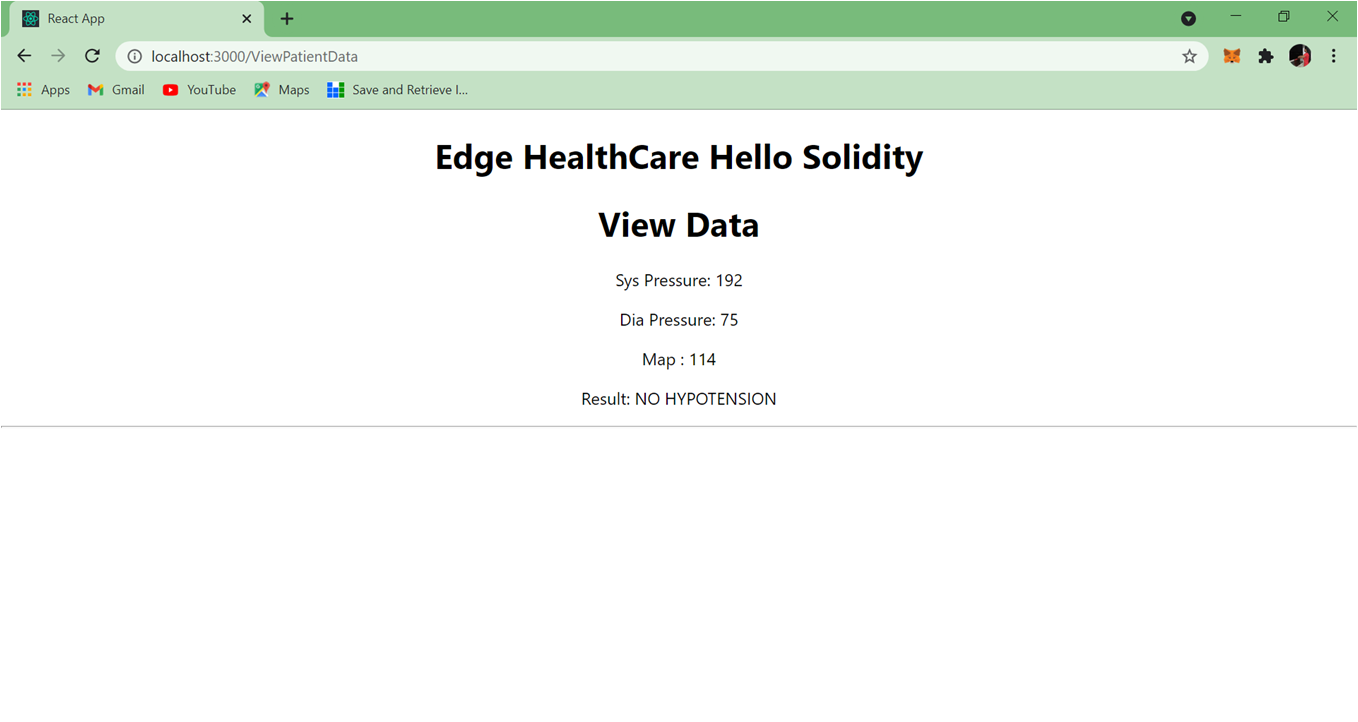 React App
localhost:3000/ViewPatientData
Apps Gmail YouTube Maps Save and Retrieve I...
Edge HealthCare Hello Solidity
View Data
Sys Pressure: 192
Dia Pressure: 75
Map : 114
Result: NO HYPOTENSION